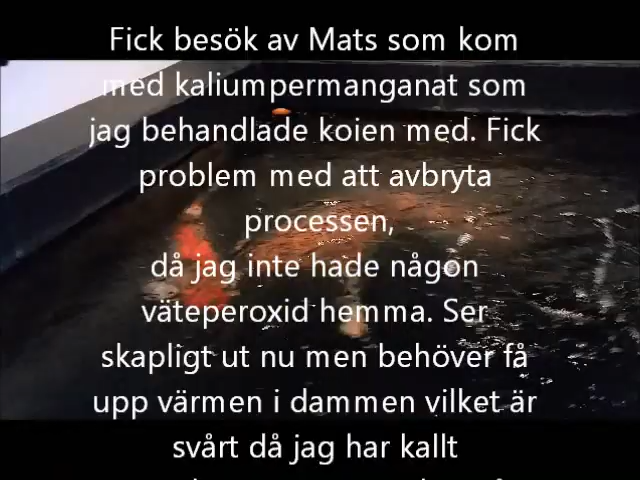 Fick besök av Mats som kom
med kaliumpermanganat som
jag behandlade koien med. Fick
problem med att avbryta
processen,
då jag inte hade någon
väteperoxid hemma. Ser
skapligt ut nu men behöver få
upp värmen i dammen vilket är
svårt då jag har kallt